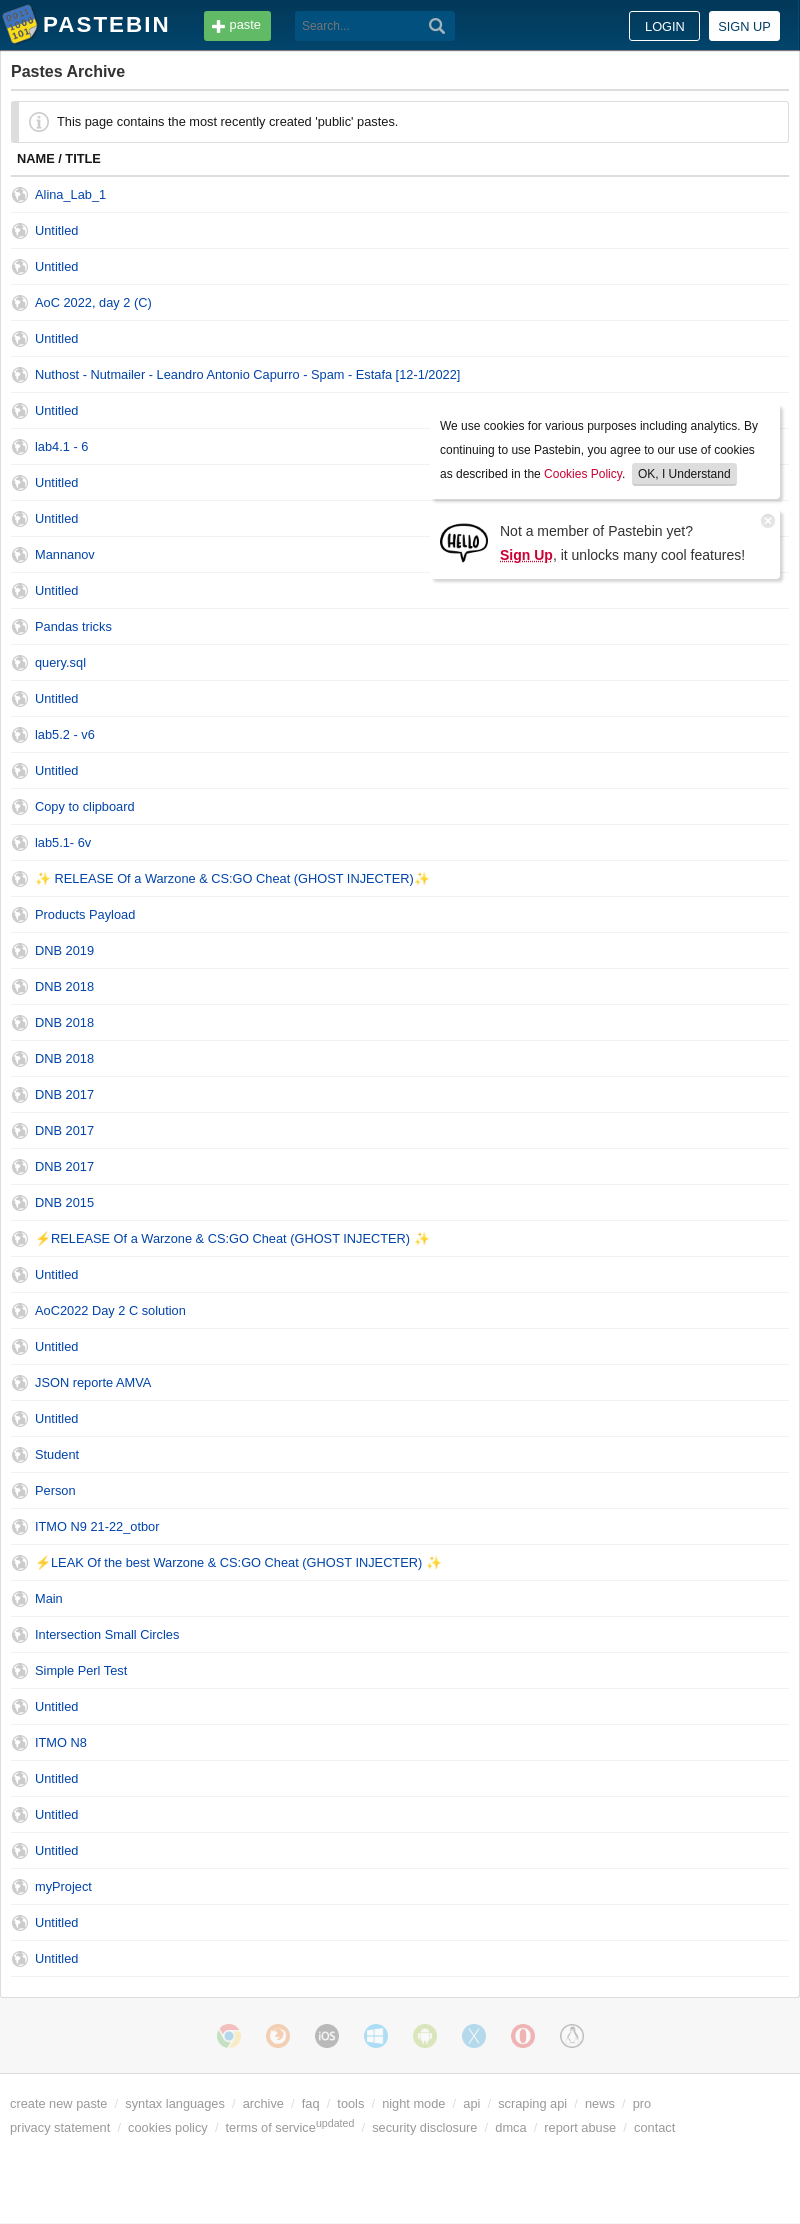 PASTEBIN
paste
Search...
LOGIN
SIGN UP
Pastes Archive
This page contains the most recently created 'public' pastes.
NAME / TITLE
Alina_Lab_1
Untitled
Untitled
AoC 2022, day 2 (C)
Untitled
Nuthost - Nutmailer - Leandro Antonio Capurro - Spam - Estafa [12-1/2022]
Untitled
lab4.1 - 6
Untitled
Untitled
Mannanov
Untitled
We use cookies for various purposes including analytics. By
continuing to use Pastebin, you agree to our use of cookies
as described in the Cookies Policy. OK, I Understand
HELLO
Not a member of Pastebin yet?
Sign Up, it unlocks many cool features!
Pandas tricks
query.sql
Untitled
lab5.2 - v6
Untitled
Copy to clipboard
lab5.1- 6v
✨ RELEASE Of a Warzone & CS:GO Cheat (GHOST INJECTER)✨
Products Payload
DNB 2019
DNB 2018
DNB 2018
DNB 2018
DNB 2017
DNB 2017
DNB 2017
DNB 2015
⚡RELEASE Of a Warzone & CS:GO Cheat (GHOST INJECTER) ✨
Untitled
AoC2022 Day 2 C solution
Untitled
JSON reporte AMVA
Untitled
Student
Person
ITMO N9 21-22_otbor
⚡LEAK Of the best Warzone & CS:GO Cheat (GHOST INJECTER) ✨
Main
Intersection Small Circles
Simple Perl Test
Untitled
ITMO N8
Untitled
Untitled
Untitled
myProject
Untitled
Untitled
iOS
create new paste / syntax languages / archive / faq / tools / night mode / api / scraping api / news / pro
privacy statement / cookies policy / terms of service updated / security disclosure / dmca / report abuse / contact